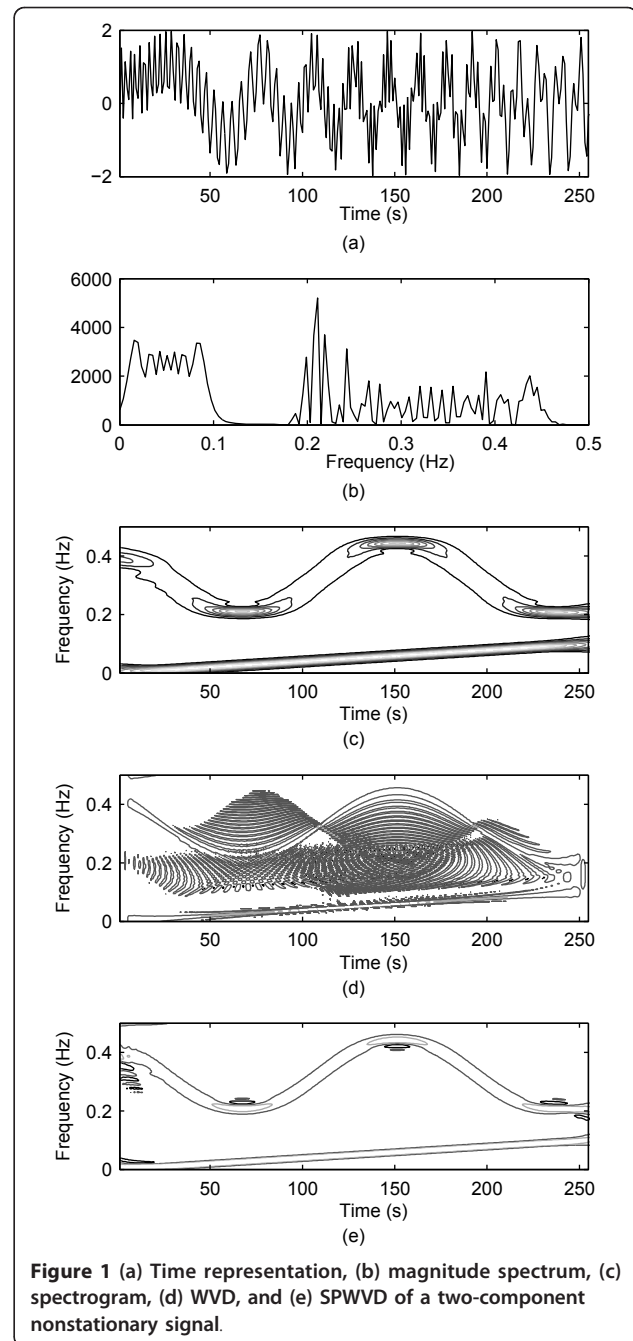 2
0
−2
50
100
150
200
250
Time (s)
(a)
6000
4000
2000
0
0
0.1
0.2
0.3
0.4
0.5
Frequency (Hz)
(b)
Frequency (Hz)
0.4
0.2
0
50
100
150
200
250
Time (s)
(c)
Frequency (Hz)
0.4
0.2
0
50
100
150
200
250
Time (s)
(d)
Frequency (Hz)
0.4
0.2
0
50
100
150
200
250
Time (s)
(e)
Figure 1 (a) Time representation, (b) magnitude spectrum, (c)
spectrogram, (d) WVD, and (e) SPWVD of a two-component
nonstationary signal.